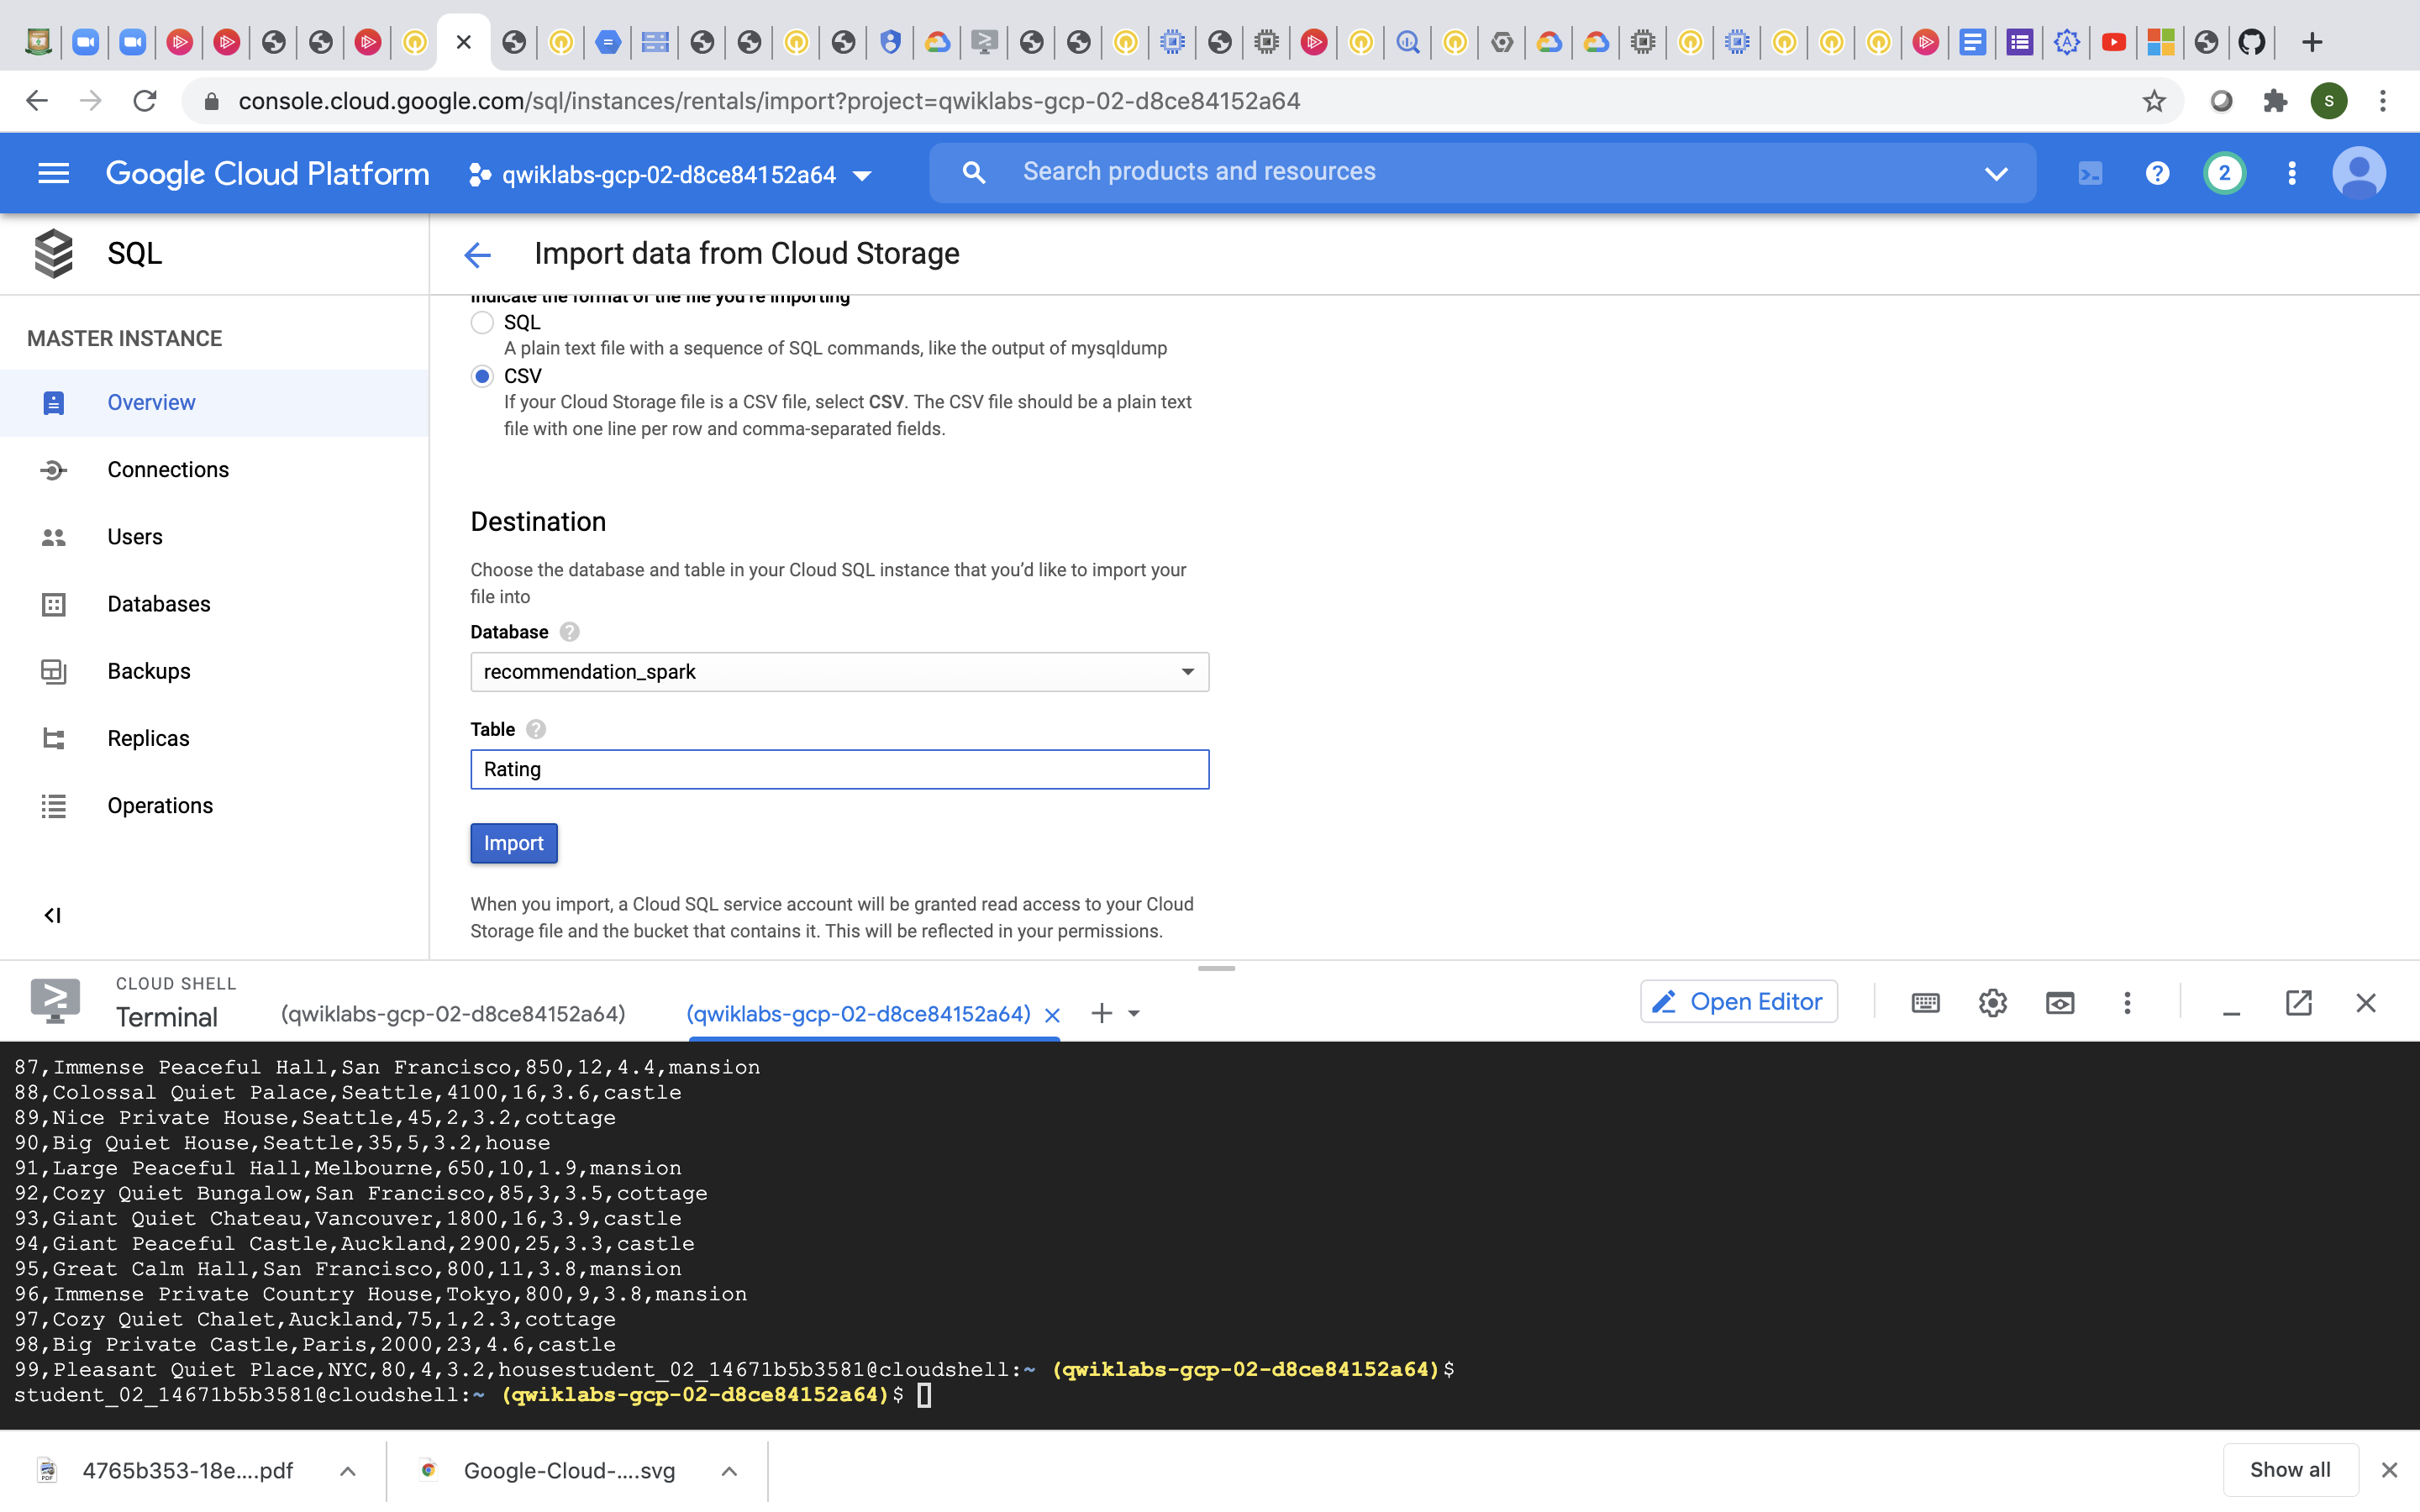 console.cloud.google.com/sql/instances/rentals/import?project=qwiklabs-gcp-02-d8ce84152a64
S
Google Cloud Platform
qwiklabs-gcp-02-d8ce84152a64
Search products and resources
2
SQL
Import data from Cloud Storage
MASTER INSTANCE
Overview
Connections
Users
Databases
Backups
Replicas
Operations
Indicate the format of the file you're importing
SQL
A plain text file with a sequence of SQL commands, like the output of mysqldump
CSV
If your Cloud Storage file is a CSV file, select CSV. The CSV file should be a plain text
file with one line per row and comma-separated fields.
Destination
Choose the database and table in your Cloud SQL instance that you’d like to import your
file into
Database
recommendation_spark
Table
Rating
Import
When you import, a Cloud SQL service account will be granted read access to your Cloud
Storage file and the bucket that contains it. This will be reflected in your permissions.
CLOUD SHELL
Terminal
(qwiklabs-gcp-02-d8ce84152a64)
(qwiklabs-gcp-02-d8ce84152a64)
Open Editor
87,Immense Peaceful Hall,San Francisco,850,12,4.4,mansion
88,Colossal Quiet Palace,Seattle,4100,16,3.6,castle
89,Nice Private House,Seattle,45,2,3.2,cottage
90,Big Quiet House,Seattle,35,5,3.2,house
91,Large Peaceful Hall,Melbourne,650,10,1.9,mansion
92,Cozy Quiet Bungalow,San Francisco,85,3,3.5,cottage
93,Giant Quiet Chateau,Vancouver,1800,16,3.9,castle
94,Giant Peaceful Castle,Auckland,2900,25,3.3,castle
95,Great Calm Hall,San Francisco,800,11,3.8,mansion
96,Immense Private Country House,Tokyo,800,9,3.8,mansion
97,Cozy Quiet Chalet,Auckland,75,1,2.3,cottage
98,Big Private Castle,Paris,2000,23,4.6,castle
99,Pleasant Quiet Place,NYC,80,4,3.2,housestudent_02_14671b5b3581@cloudshell:~ (qwiklabs-gcp-02-d8ce84152a64)$
student_02_14671b5b3581@cloudshell:~ (qwiklabs-gcp-02-d8ce84152a64)$
4765b353-18e....pdf
Google-Cloud-....svg
Show all